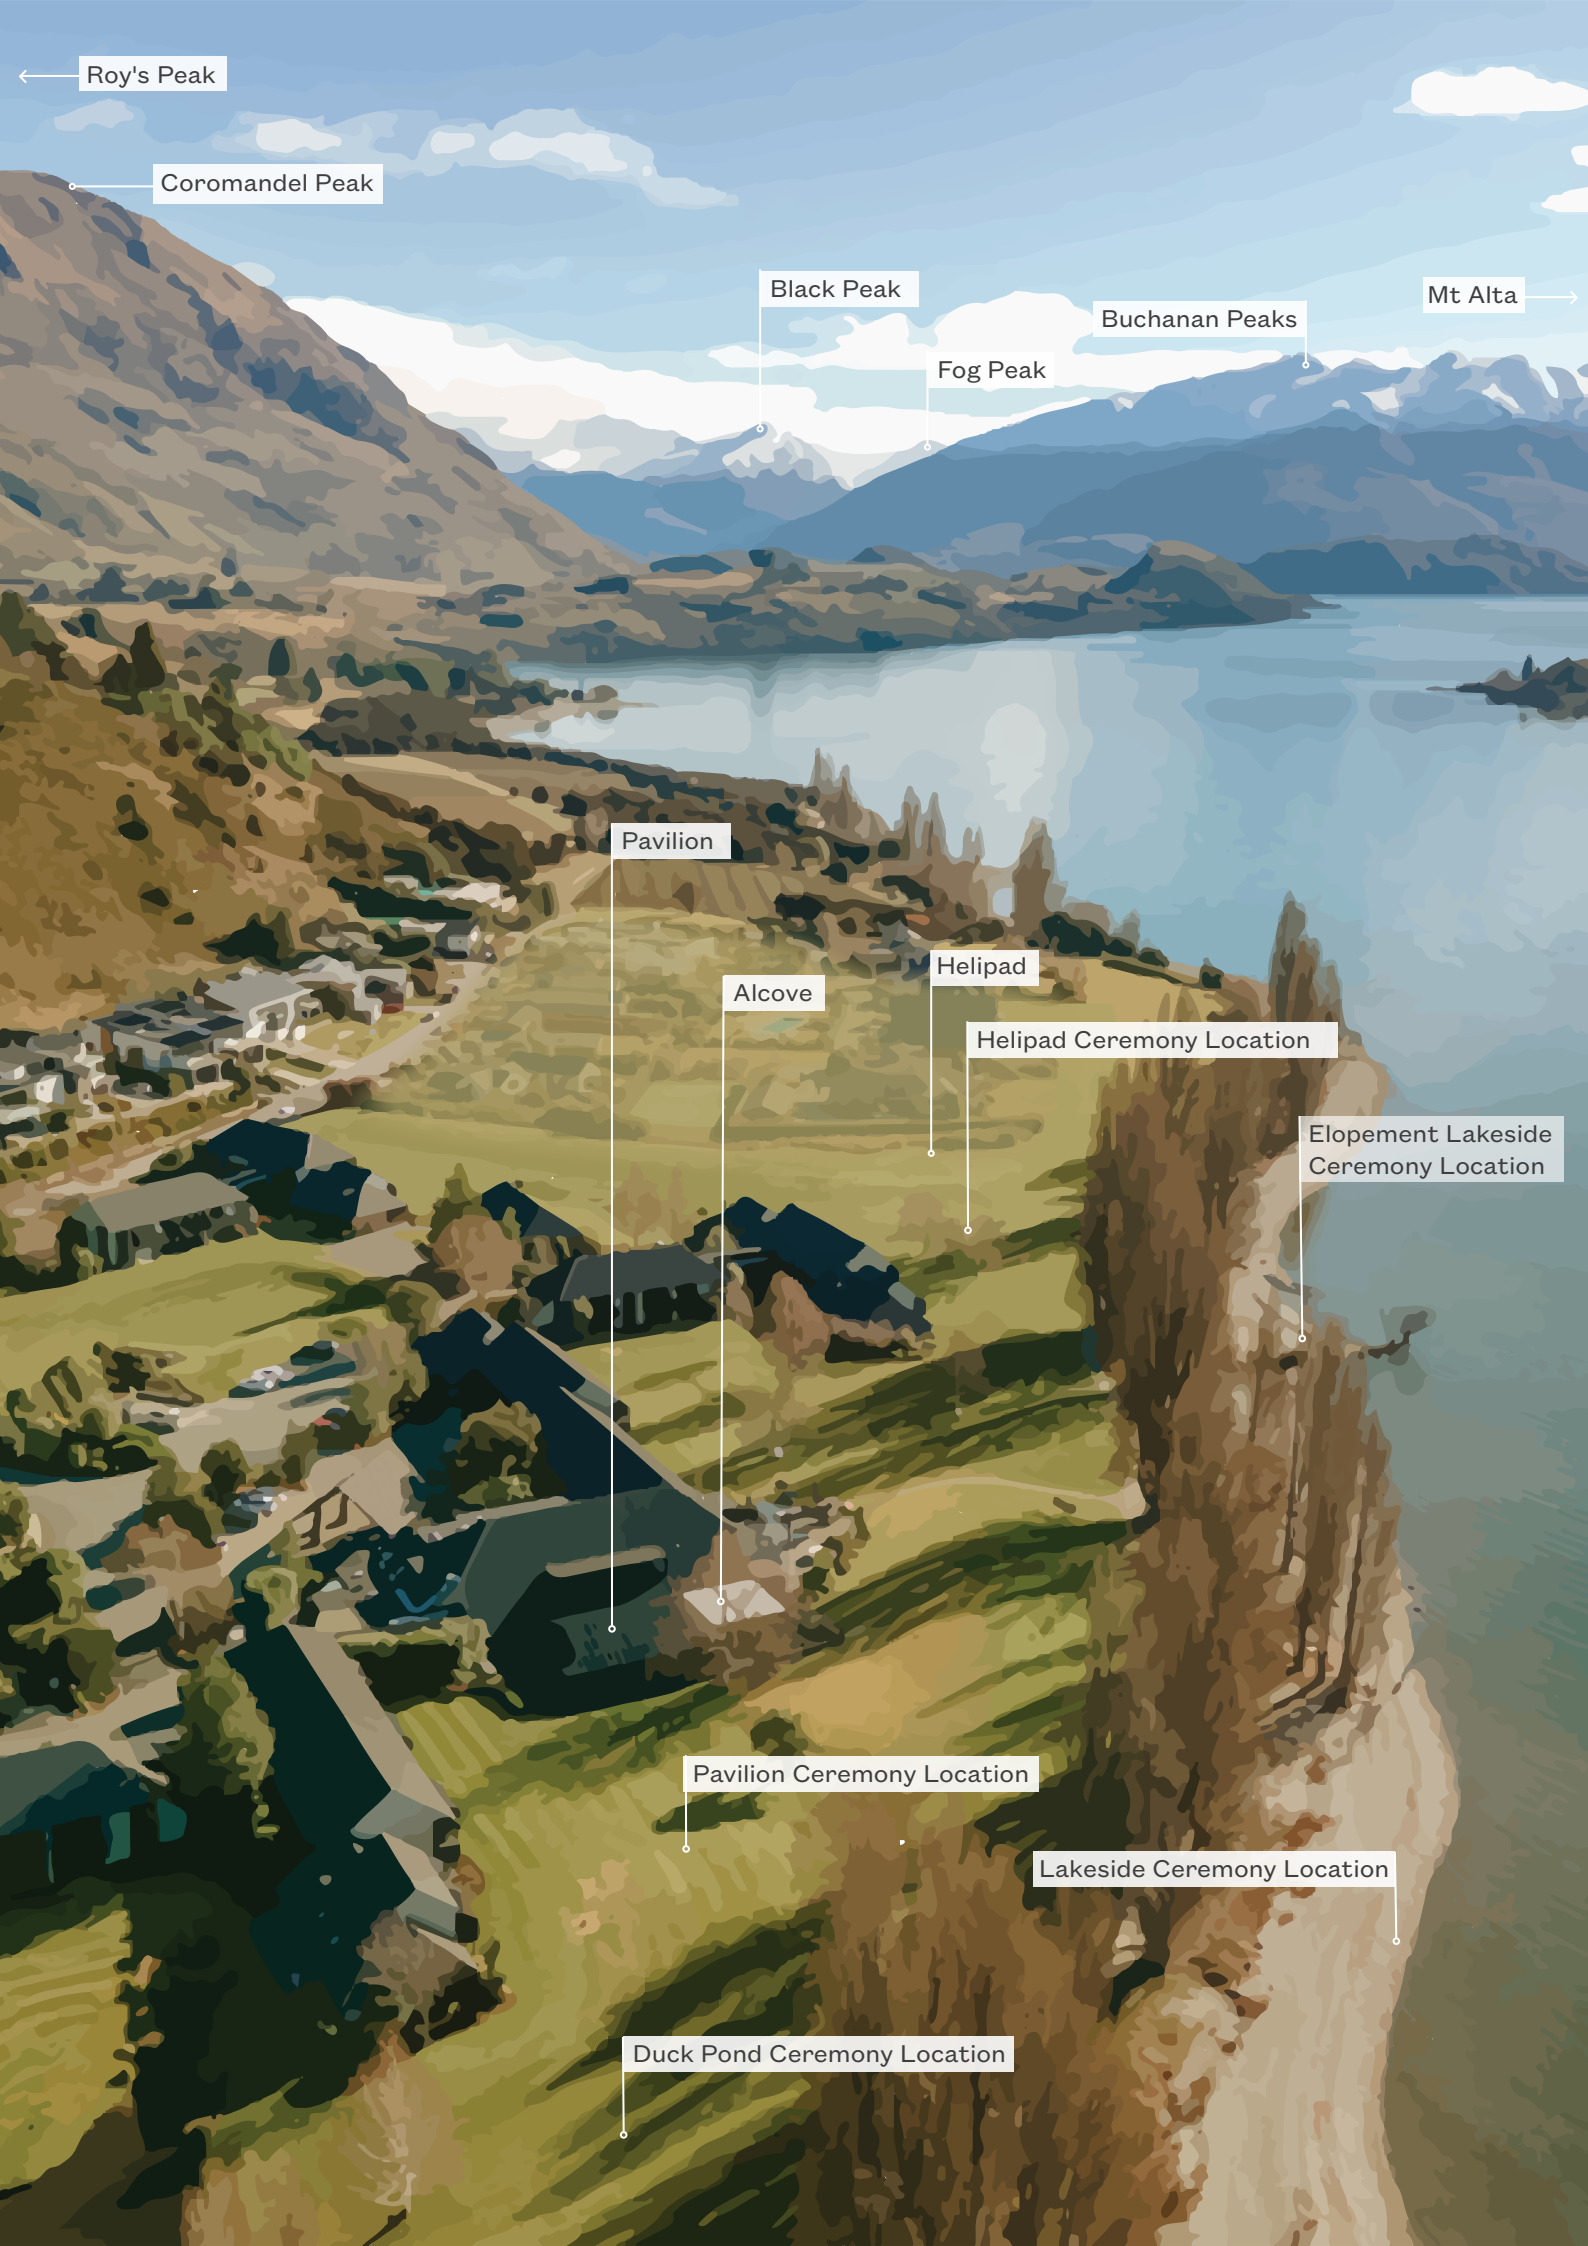 Roy's Peak
Coromandel Peak
Black Peak
Mt Alta
Buchanan Peaks
Fog Peak
Pavilion
Helipad
Alcove
Helipad Ceremony Location
Elopement Lakeside
Ceremony Location
Pavilion Ceremony Location
Lakeside Ceremony Location
Duck Pond Ceremony Location